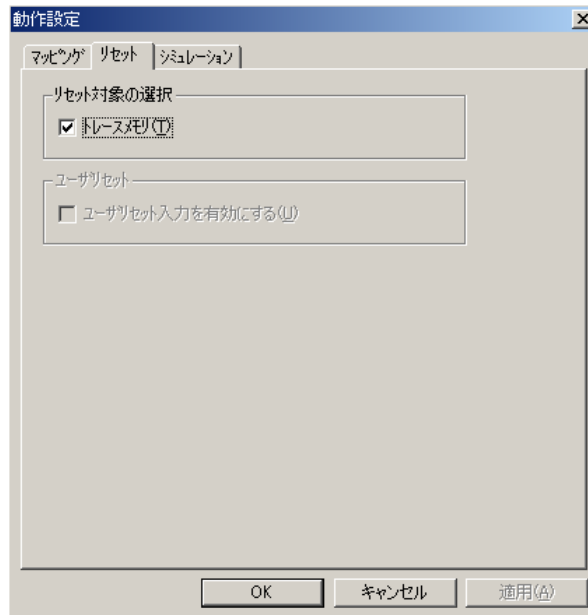 動作設定
マッピング リセット シミュレーション
リセット対象の選択
トレースメモリ(T)
ユーザリセット
ユーザリセット入力を有効にする(U)
OK キャンセル 適用(A)